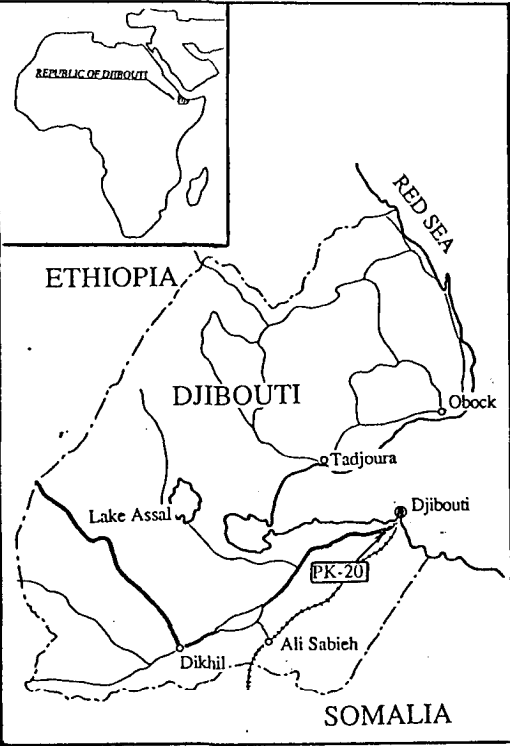 REPUBLIC OF DJIBOUTI
RED SEA
ETHIOPIA
DJIBOUTI
Obock
Tadjoura
Lake Assal
Djibouti
PK-20
Ali Sabieh
Dikhil
SOMALIA